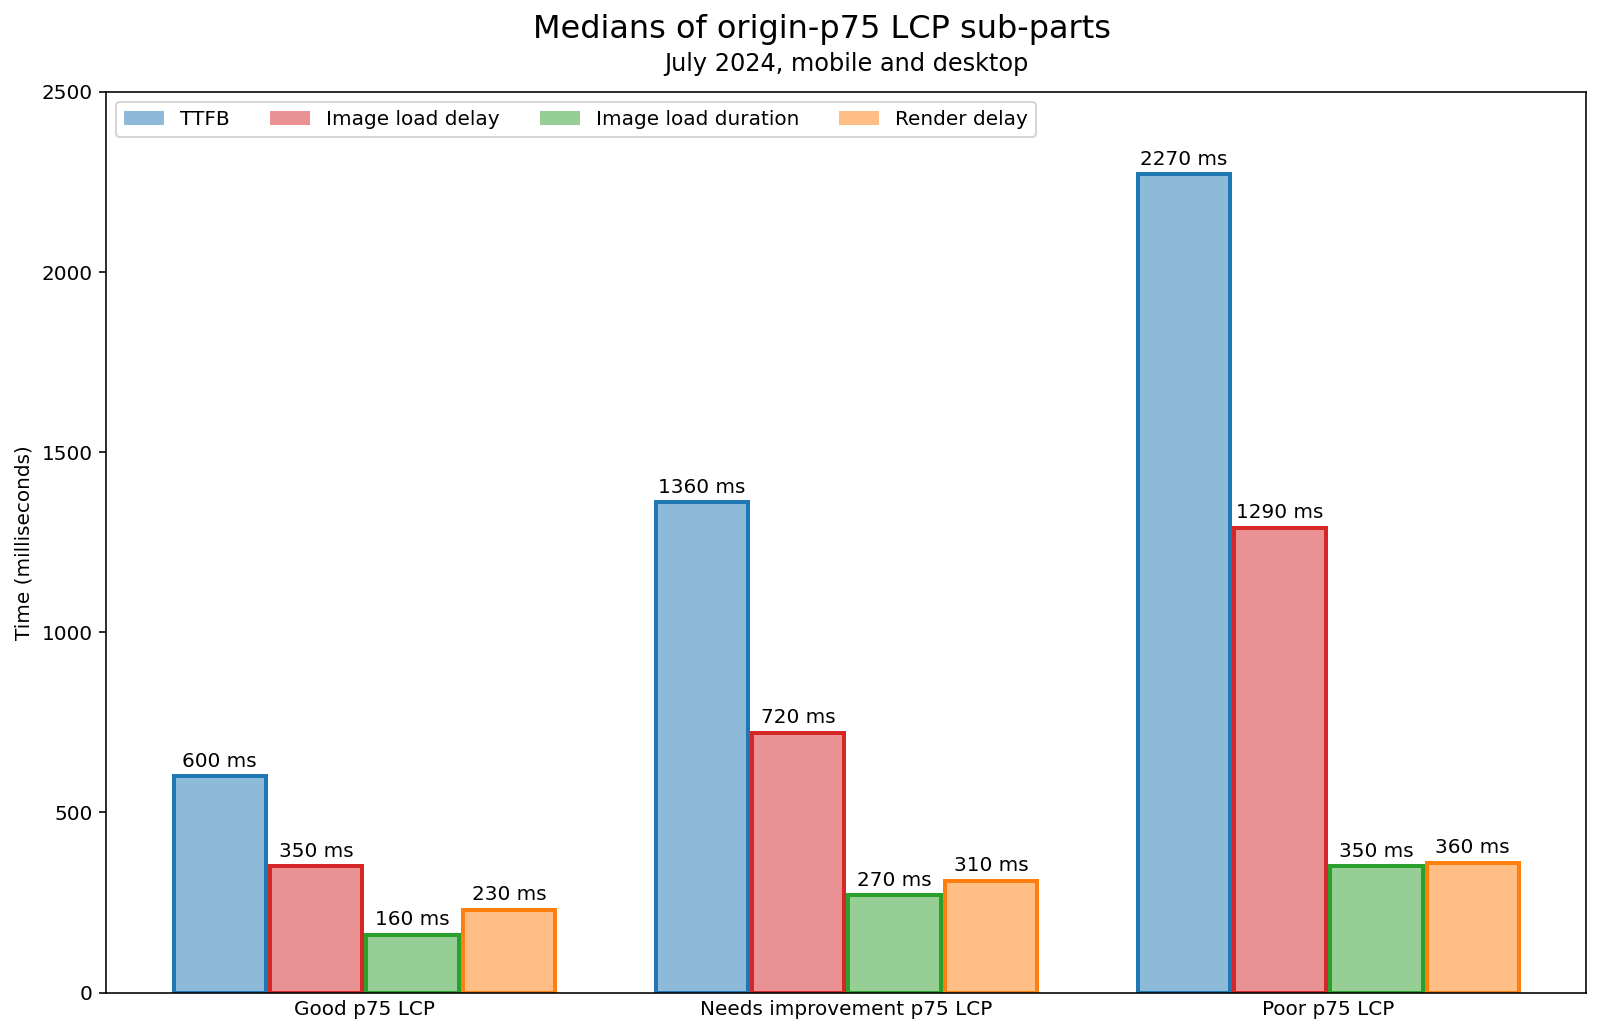 Medians of origin-p75 LCP sub-parts
July 2024, mobile and desktop
TTFB Image load delay Image load duration Render delay
Time (milliseconds)
2500
2000
1500
1000
500
0
600 ms
350 ms
160 ms
230 ms
1360 ms
720 ms
270 ms
310 ms
2270 ms
1290 ms
350 ms
360 ms
Good p75 LCP
Needs improvement p75 LCP
Poor p75 LCP